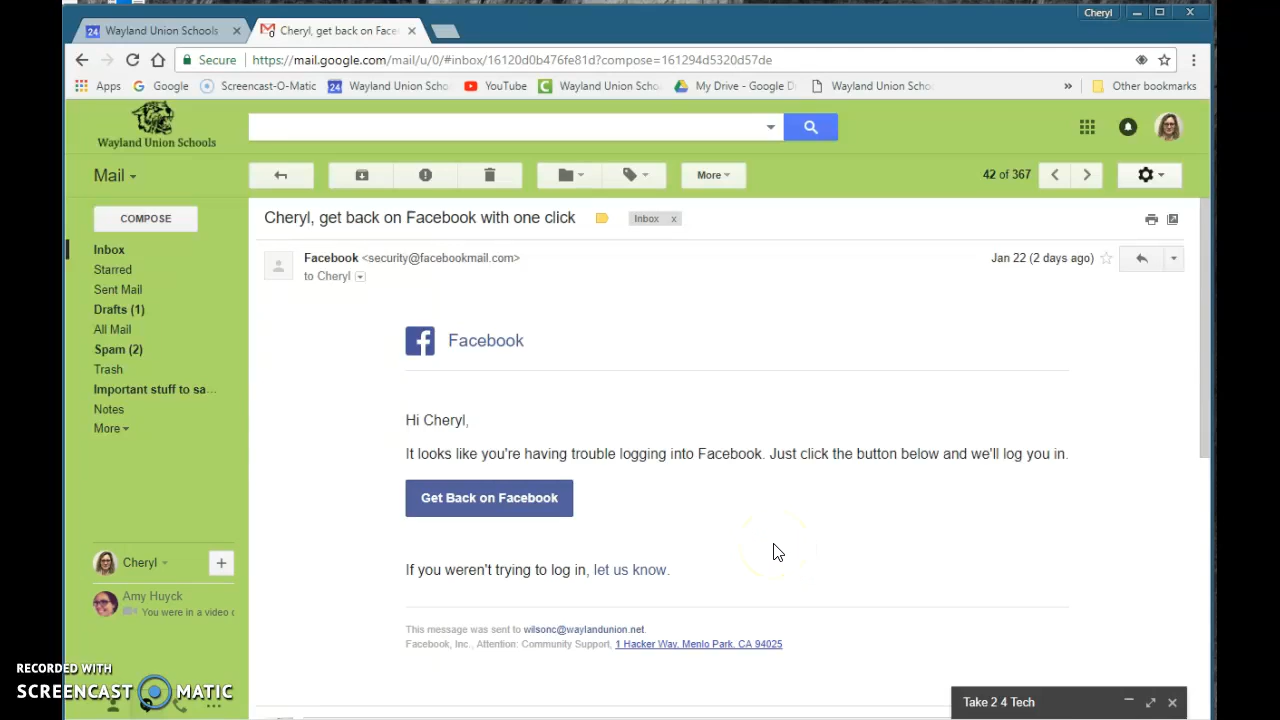 Cheryl
24 Wayland Union Schools
Cheryl, get back on Face
Secure https://mail.google.com/mail/u/0/#inbox/16120d0b476fe81d?compose=161294d5320d57de
Apps Google Screencast-O-Matic 24 Wayland Union Scho YouTube C Wayland Union Scho My Drive - Google D Wayland Union Scho » Other bookmarks
Wayland Union Schools
Mail
More
42 of 367
COMPOSE
Cheryl, get back on Facebook with one click
Inbox x
Inbox
Starred
Sent Mail
Drafts (1)
All Mail
Spam (2)
Trash
Important stuff to sa...
Notes
More
Facebook <security@facebookmail.com>
Jan 22 (2 days ago)
to Cheryl
Facebook
Hi Cheryl,
It looks like you're having trouble logging into Facebook. Just click the button below and we'll log you in.
Get Back on Facebook
If you weren't trying to log in, let us know.
This message was sent to wilsonc@waylandunion.net.
Facebook, Inc., Attention: Community Support, 1 Hacker Way, Menlo Park, CA 94025
Cheryl
Amy Huyck
You were in a video c
RECORDED WITH
SCREENCAST MATIC
Take 2 4 Tech